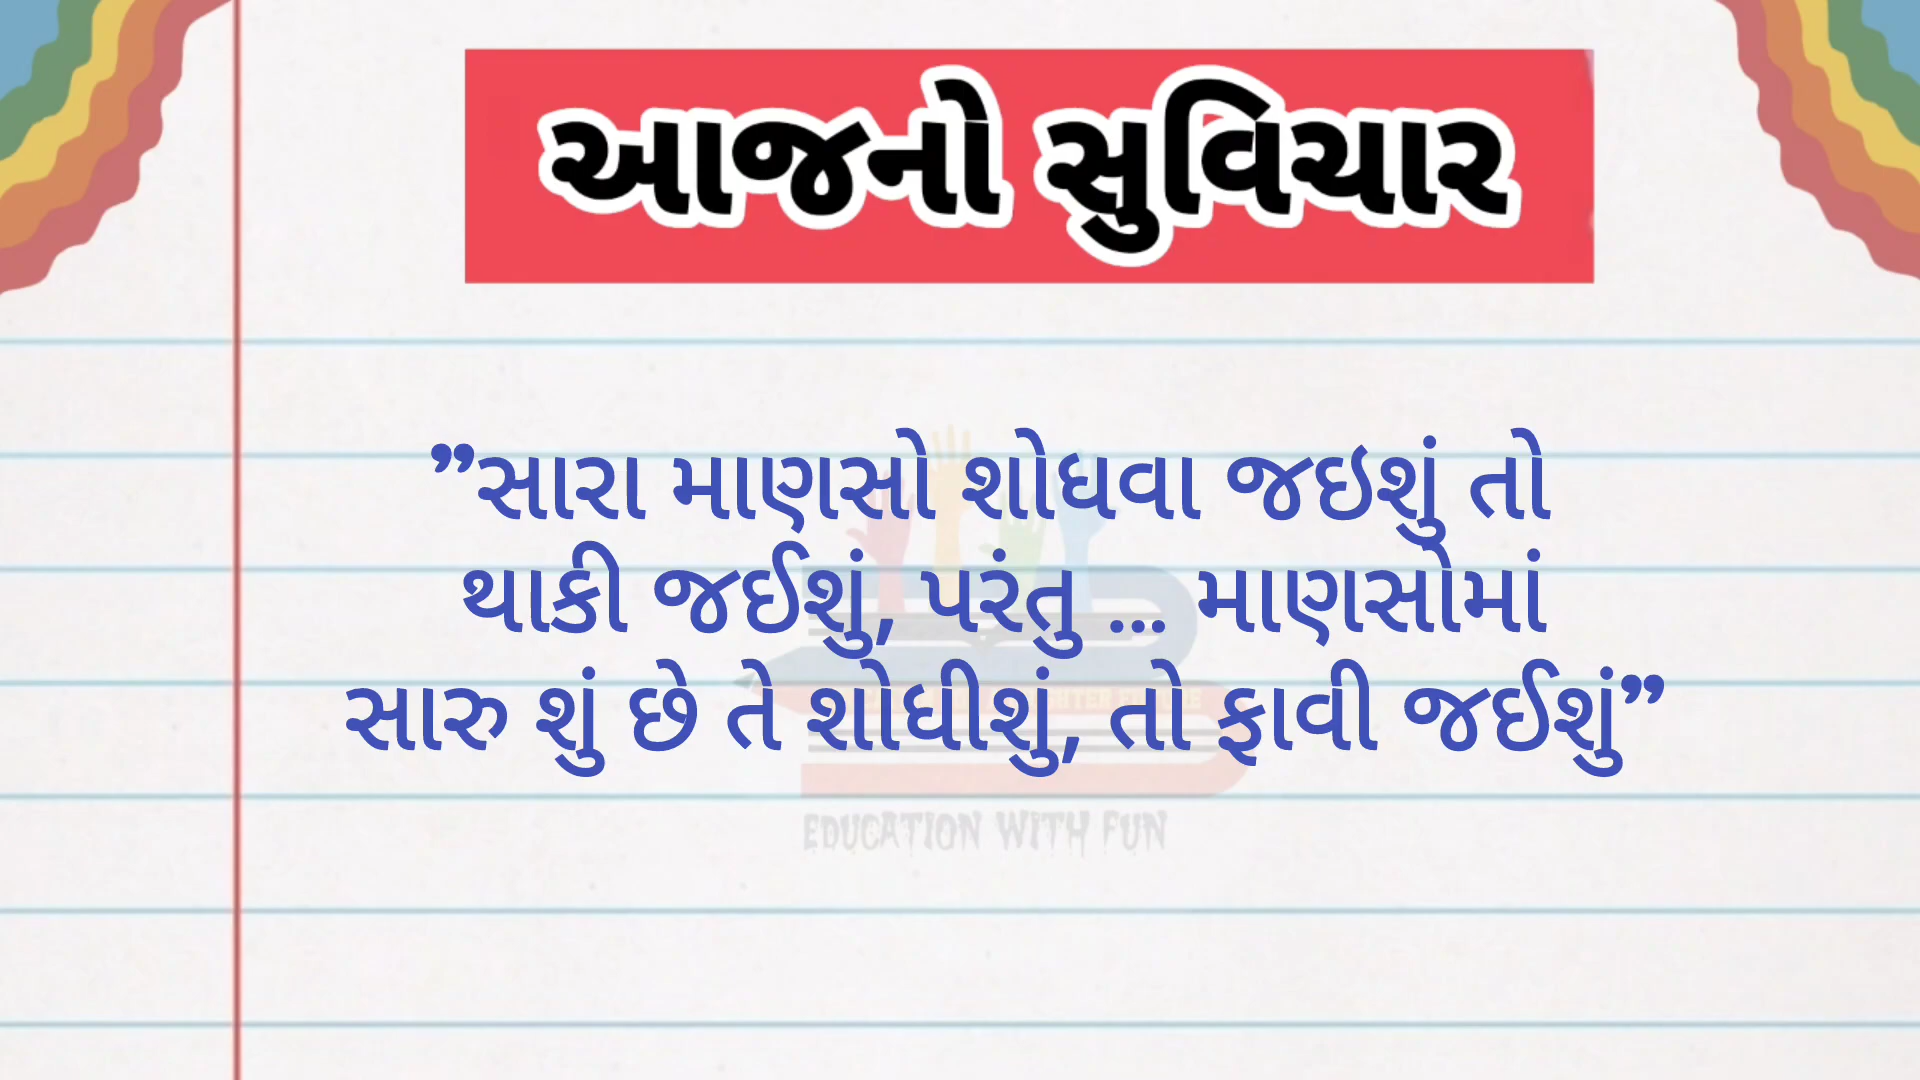 આજનો સુવિચાર
”સારા માણસો શોધવા જઇશું તો
થાકી જઈશું, પરંતુ ... માણસોમાં
સારુ શું છે તે શોધીશું, તો ફાવી જઈશું”
EDUCATION WITH FUN